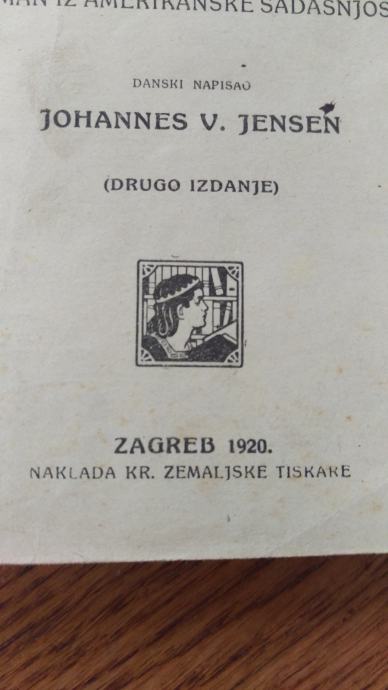 MAN IZ AMERIKANSKE SADAŠNJOS
DANSKI NAPISAO
JOHANNES V. JENSEN
(DRUGO IZDANJE)
ZAGREB 1920.
NAKLADA KR. ZEMALJSKE TISKARE